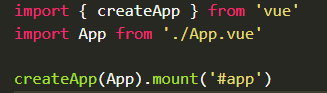 import { createApp } from 'vue'
import App from './App.vue'
createApp(App).mount('#app')